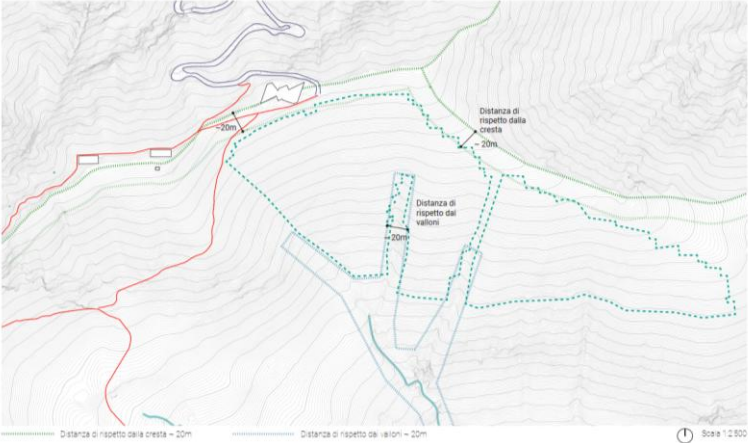 Distanza di
rispetto dalla
cresta
~20m
~ 20m
Distanza di
rispetto dai
valloni
~20m
Distanza di rispetto dalla cresta ~ 20m
Distanza di rispetto dai valloni ~ 20m
Scala 1:2'500